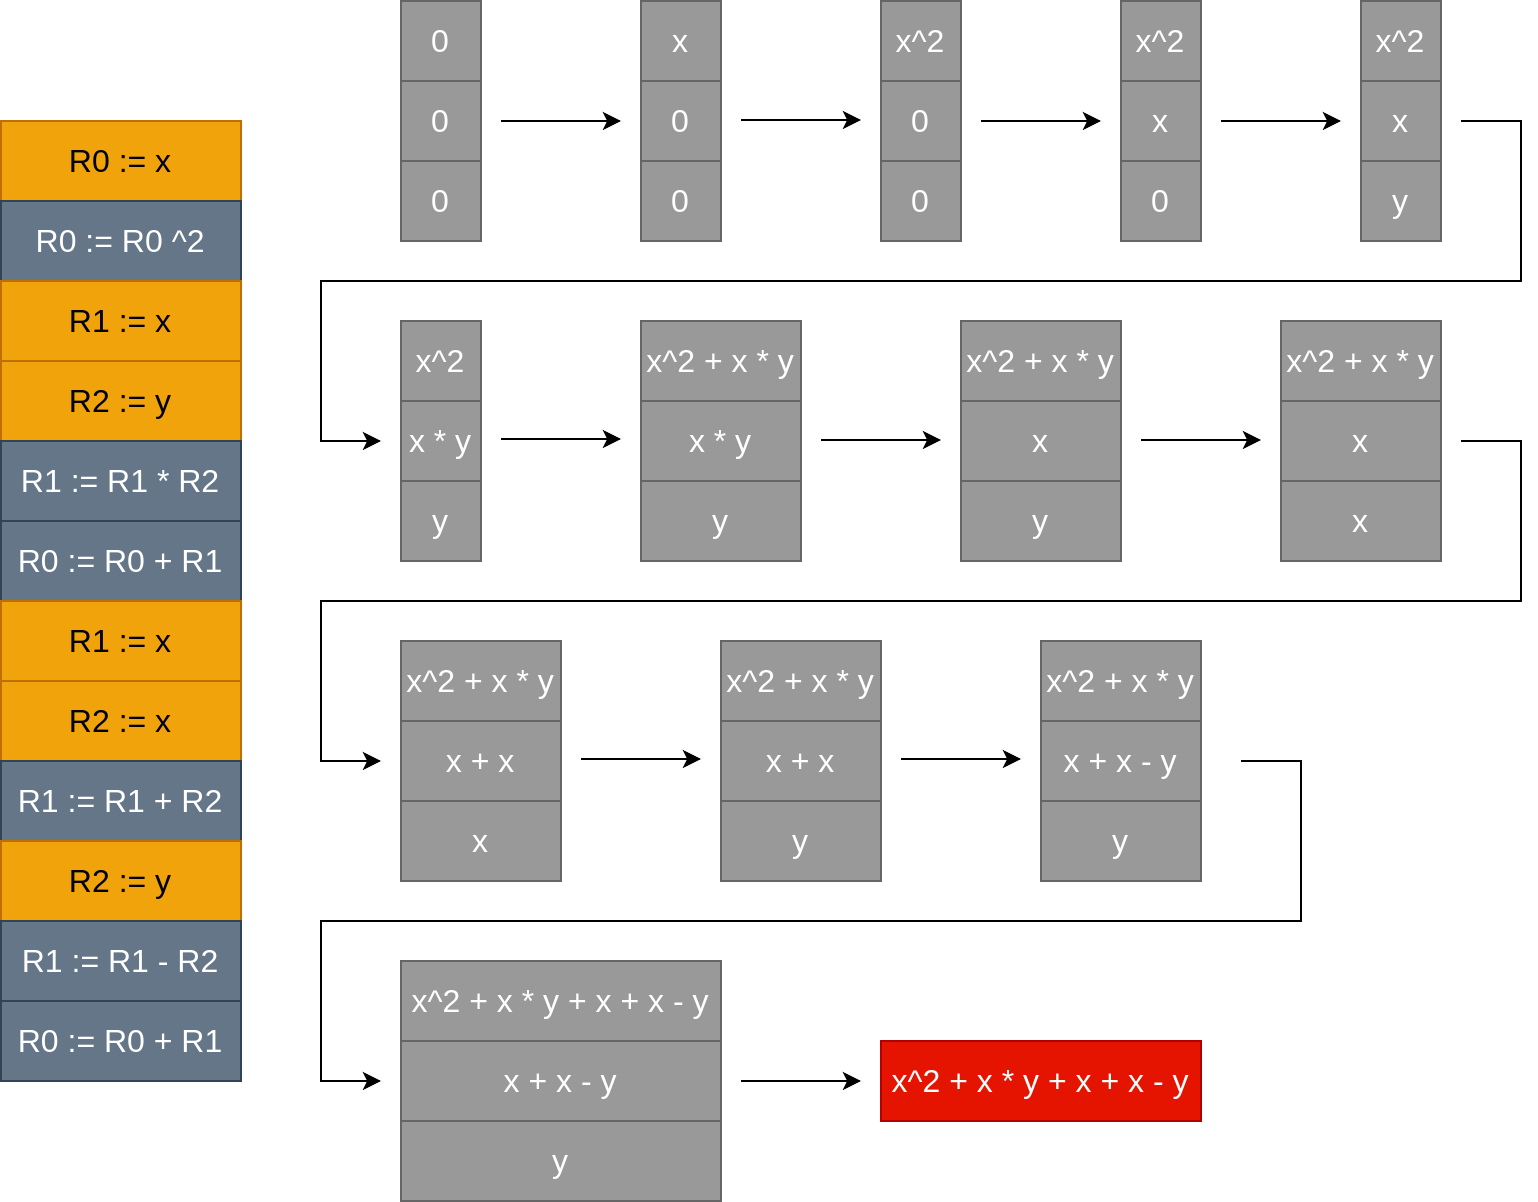 R0 := x
R0 := R0 ^2
R1 := x
R2 := y
R1 := R1 * R2
R0 := R0 + R1
R1 := x
R2 := x
R1 := R1 + R2
R2 := y
R1 := R1 - R2
R0 := R0 + R1
0
0
0
x
0
0
x^2
0
0
x^2
x
0
x^2
x
y
x^2
x * y
y
x^2 + x * y
x * y
y
x^2 + x * y
x
y
x^2 + x * y
x
x
x^2 + x * y
x + x
x
x^2 + x * y
x + x
y
x^2 + x * y
x + x - y
y
x^2 + x * y + x + x - y
x + x - y
y
x^2 + x * y + x + x - y